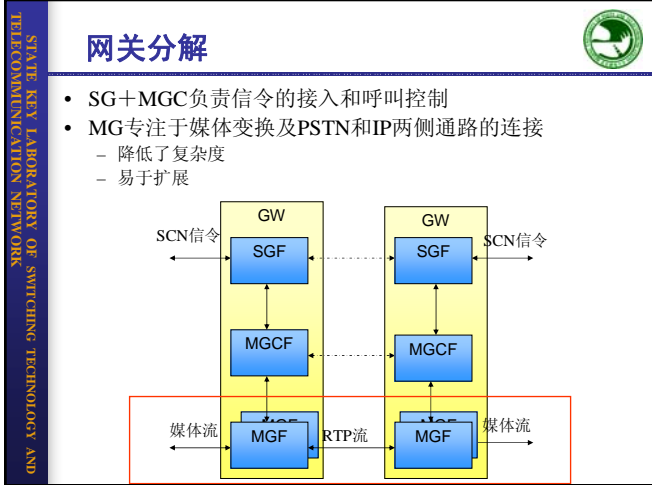 网关分解
STATE KEY LABORATORY OF SWITCHING TECHNOLOGY AND
TELECOMMUNICATION NETWORK
• SG＋MGC负责信令的接入和呼叫控制
• MG专注于媒体变换及PSTN和IP两侧通路的连接
– 降低了复杂度
– 易于扩展
GW
GW
SCN信令
SGF
SGF
SCN信令
MGCF
MGCF
媒体流
MGF
RTP流
MGF
媒体流